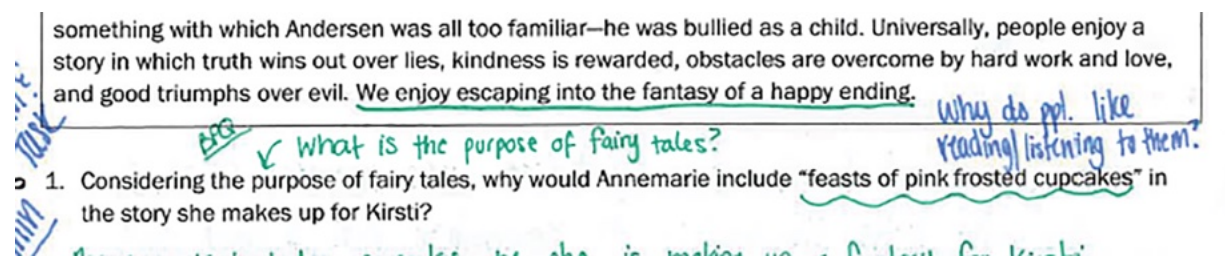 something with which Andersen was all too familiar—he was bullied as a child. Universally, people enjoy a
story in which truth wins out over lies, kindness is rewarded, obstacles are overcome by hard work and love,
and good triumphs over evil. We enjoy escaping into the fantasy of a happy ending.
Why do ppl. like
reading/listening to them?
BPQ
What is the purpose of fairy tales?
1. Considering the purpose of fairy tales, why would Annemarie include “feasts of pink frosted cupcakes” in
the story she makes up for Kirsti?
task